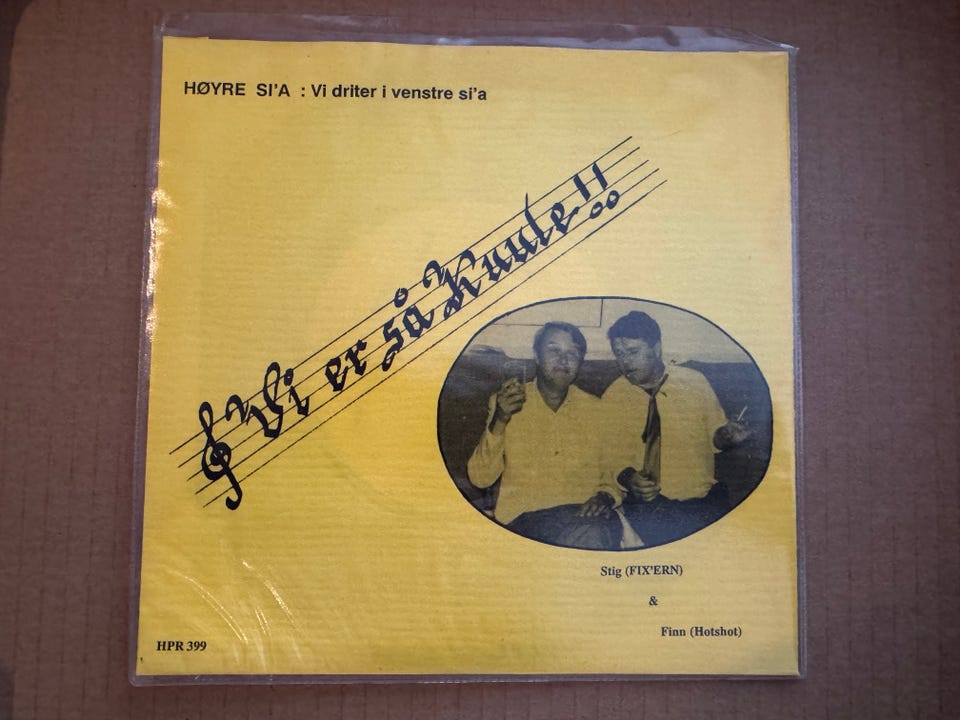 HØYRE SI'A : Vi driter i venstre si'a
Vi er så Kuule !!
Stig (FIX'ERN)
&
Finn (Hotshot)
HPR 399